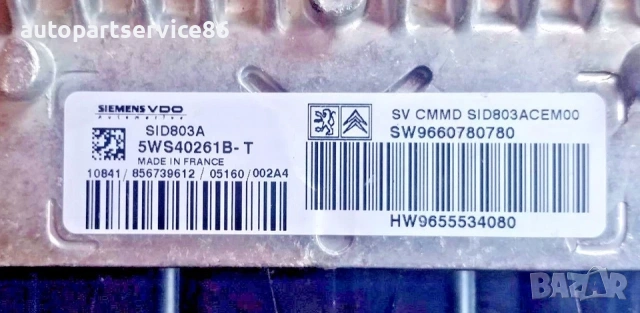 autopartservice86
SIEMENS VDO
Automotive
SID803A
5WS40261B-T
MADE IN FRANCE
10841/856739612/05160/002A4
SV CMMD SID803ACEM00
SW9660780780
HW9655534080
BAZAR